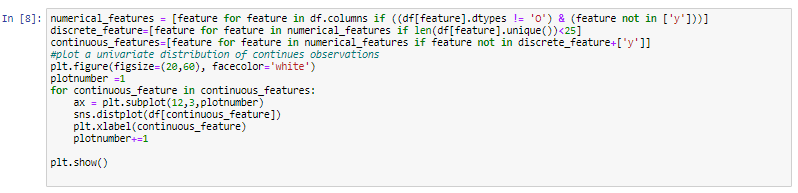 In [8]: numerical_features = [feature for feature in df.columns if ((df[feature].dtypes != 'O') & (feature not in ['y']))]
discrete_feature=[feature for feature in numerical_features if len(df[feature].unique())<25]
continuous_features=[feature for feature in numerical_features if feature not in discrete_feature+['y']]
#plot a univariate distribution of continues observations
plt.figure(figsize=(20,60), facecolor='white')
plotnumber =1
for continuous_feature in continuous_features:
    ax = plt.subplot(12,3,plotnumber)
    sns.distplot(df[continuous_feature])
    plt.xlabel(continuous_feature)
    plotnumber+=1
plt.show()